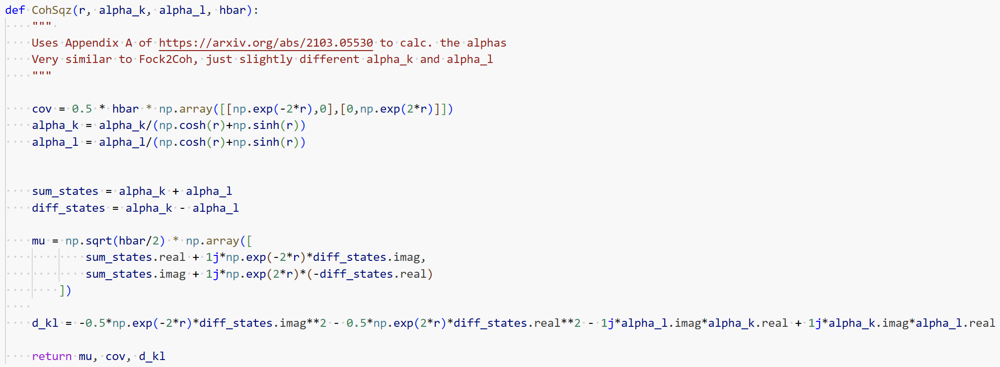 def CohSqz(r, alpha_k, alpha_l, hbar):
    """
    Uses Appendix A of https://arxiv.org/abs/2103.05530 to calc. the alphas
    Very similar to Fock2Coh, just slightly different alpha_k and alpha_l
    """
    cov = 0.5 * hbar * np.array([[np.exp(-2*r),0],[0,np.exp(2*r)]])
    alpha_k = alpha_k/(np.cosh(r)+np.sinh(r))
    alpha_l = alpha_l/(np.cosh(r)+np.sinh(r))
    sum_states = alpha_k + alpha_l
    diff_states = alpha_k - alpha_l
    mu = np.sqrt(hbar/2) * np.array([
            sum_states.real + 1j*np.exp(-2*r)*diff_states.imag,
            sum_states.imag + 1j*np.exp(2*r)*(-diff_states.real)
        ])
    d_kl = -0.5*np.exp(-2*r)*diff_states.imag**2 - 0.5*np.exp(2*r)*diff_states.real**2 - 1j*alpha_l.imag*alpha_k.real + 1j*alpha_k.imag*alpha_l.real
    return mu, cov, d_kl